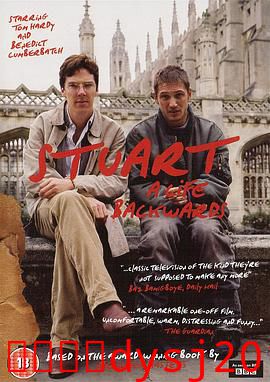 STARRING
TOM HARDY
AND
BENEDICT
CUMBERBATCH
STUART
A LIFE
BACKWARDS
"...CLASSIC TELEVISION OF THE KIND THEY'RE
NOT SUPPOSED TO MAKE ANY MORE"
BAZ BAMIGBOYE, DAILY MAIL
"...A REMARKABLE ONE-OFF FILM,
UNCOMFORTABLE, WARM, DISTRESSING AND FUNNY..."
THE GUARDIAN
BASED ON THE AWARD WINNING BOOK BY
15
dysj20
BBC